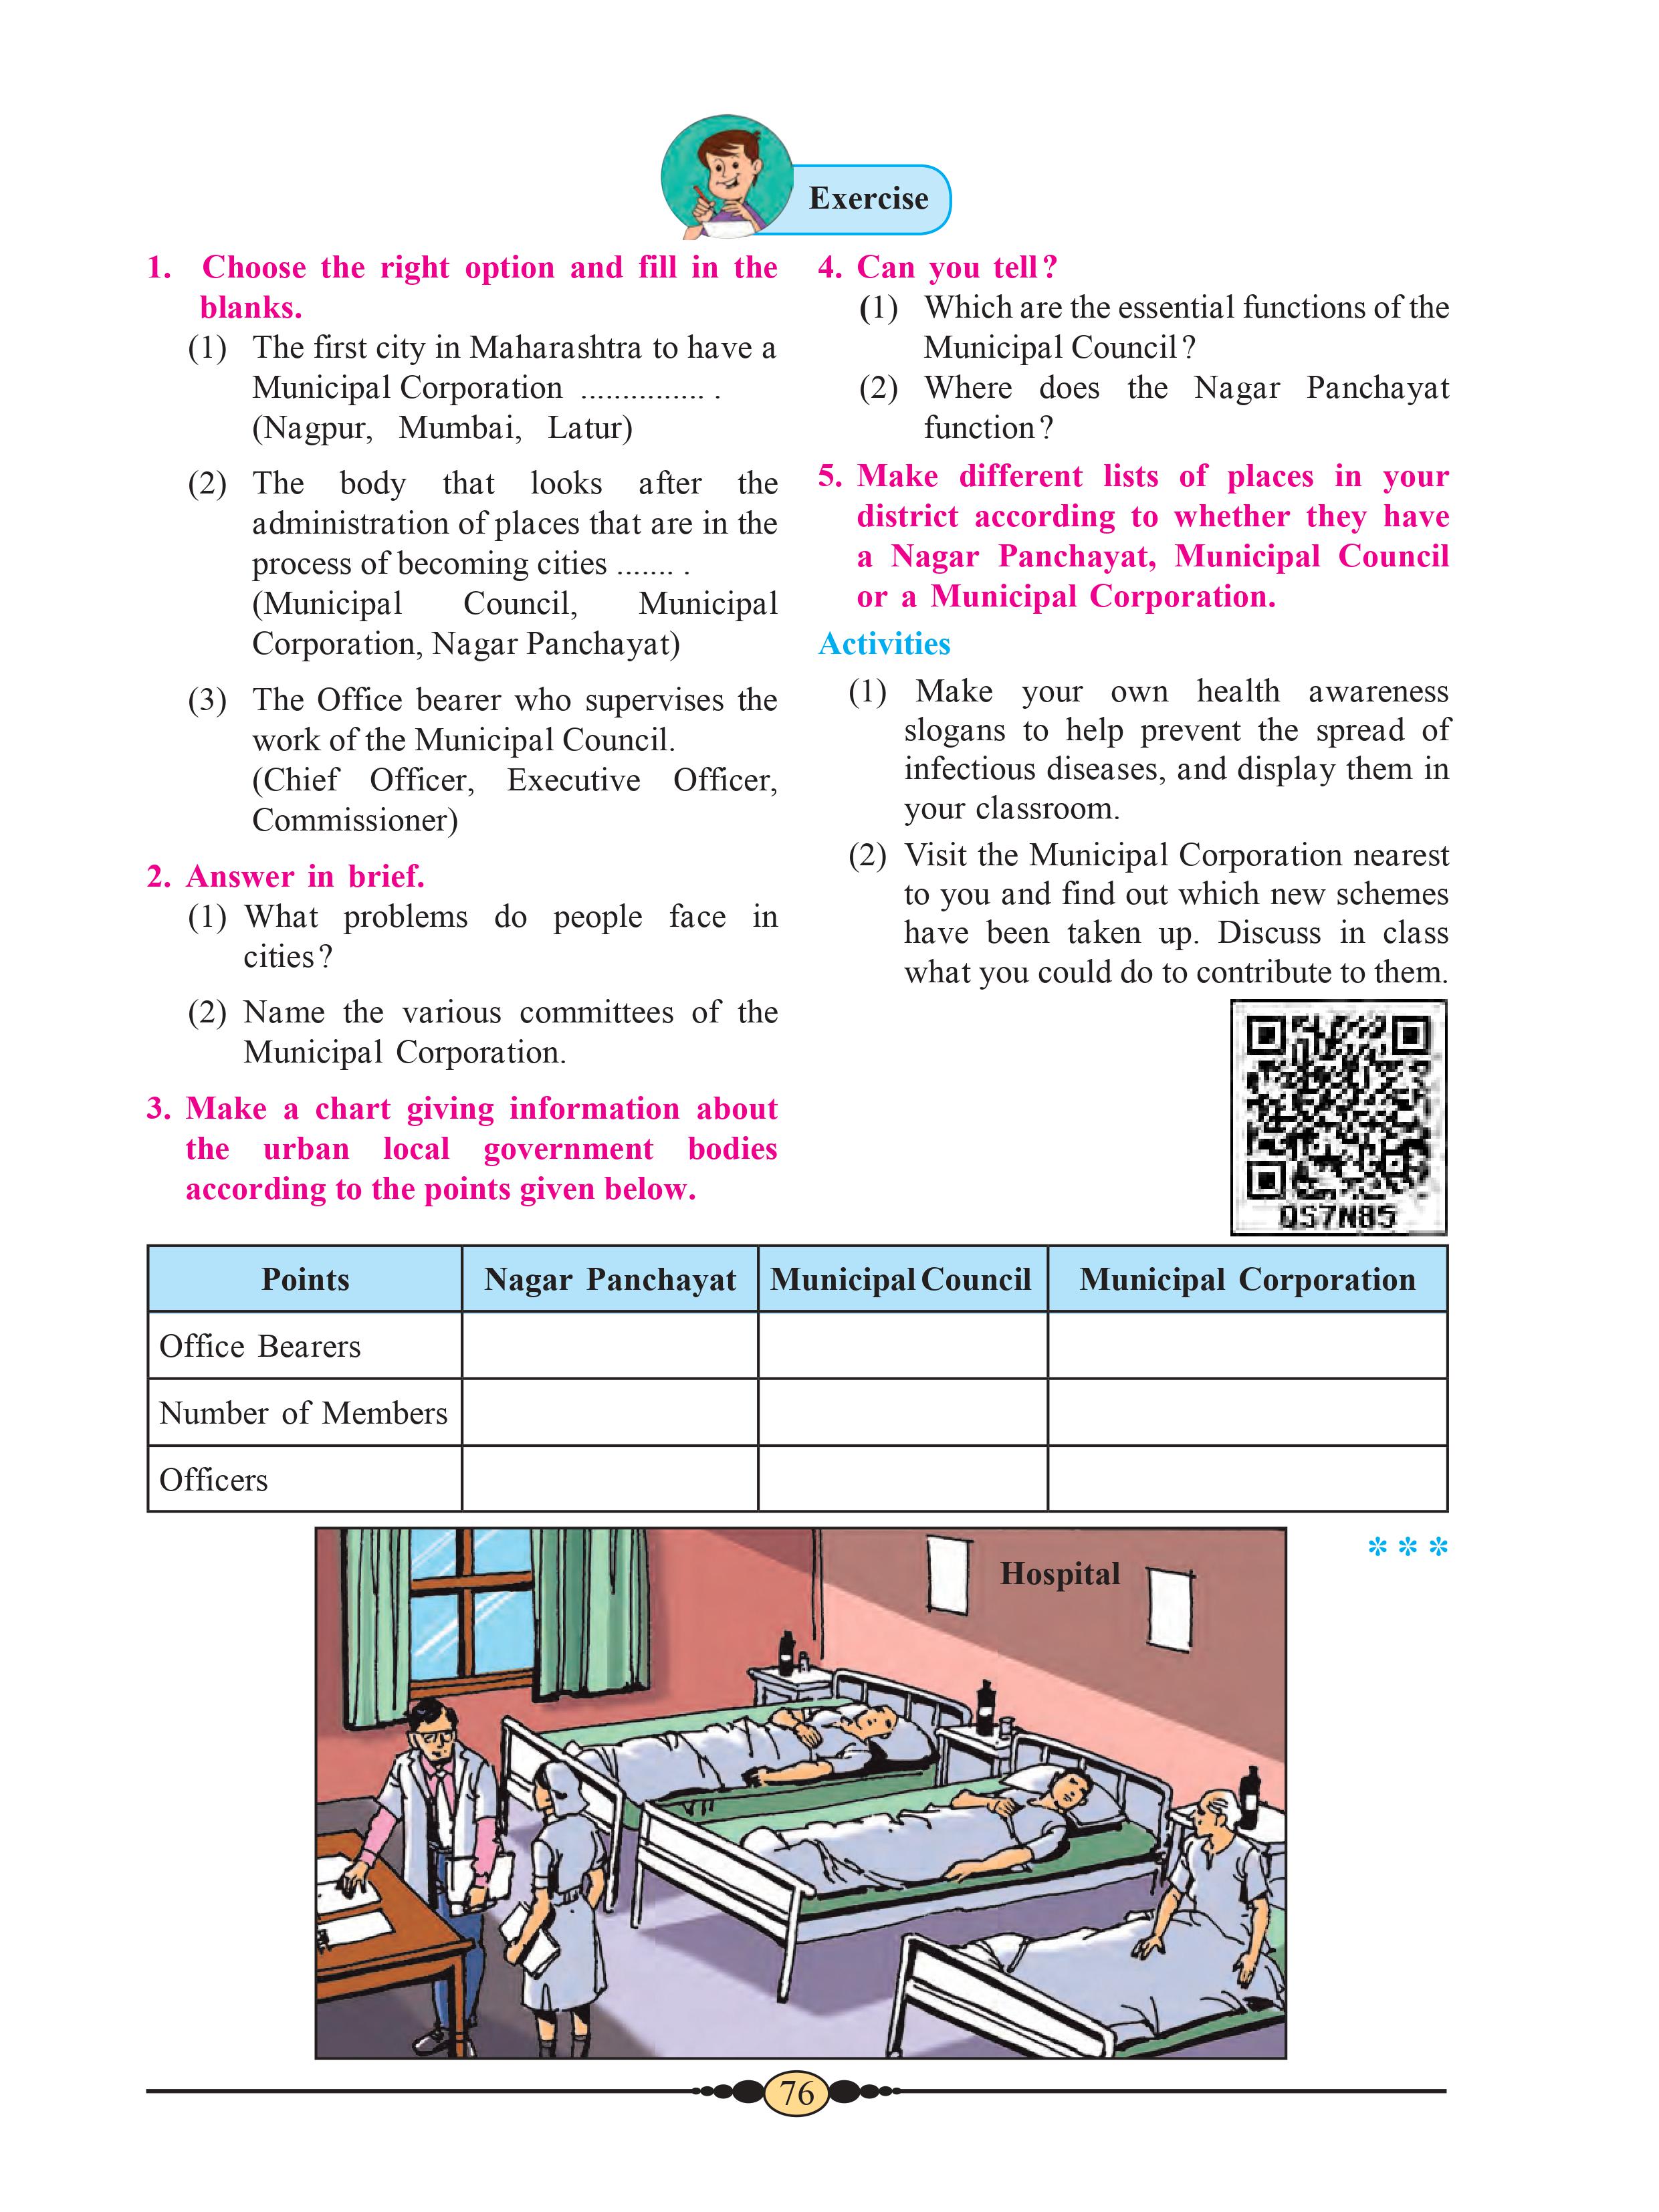 Exercise
1. Choose the right option and fill in the
blanks.
(1) The first city in Maharashtra to have a
Municipal Corporation ............... .
(Nagpur, Mumbai, Latur)
(2) The body that looks after the
administration of places that are in the
process of becoming cities ....... .
(Municipal Council, Municipal
Corporation, Nagar Panchayat)
(3) The Office bearer who supervises the
work of the Municipal Council.
(Chief Officer, Executive Officer,
Commissioner)
2. Answer in brief.
(1) What problems do people face in
cities?
(2) Name the various committees of the
Municipal Corporation.
3. Make a chart giving information about
the urban local government bodies
according to the points given below.
4. Can you tell?
(1) Which are the essential functions of the
Municipal Council?
(2) Where does the Nagar Panchayat
function?
5. Make different lists of places in your
district according to whether they have
a Nagar Panchayat, Municipal Council
or a Municipal Corporation.
Activities
(1) Make your own health awareness
slogans to help prevent the spread of
infectious diseases, and display them in
your classroom.
(2) Visit the Municipal Corporation nearest
to you and find out which new schemes
have been taken up. Discuss in class
what you could do to contribute to them.
QS7N85
Points Nagar Panchayat Municipal Council Municipal Corporation
Office Bearers
Number of Members
Officers
* * *
Hospital
76